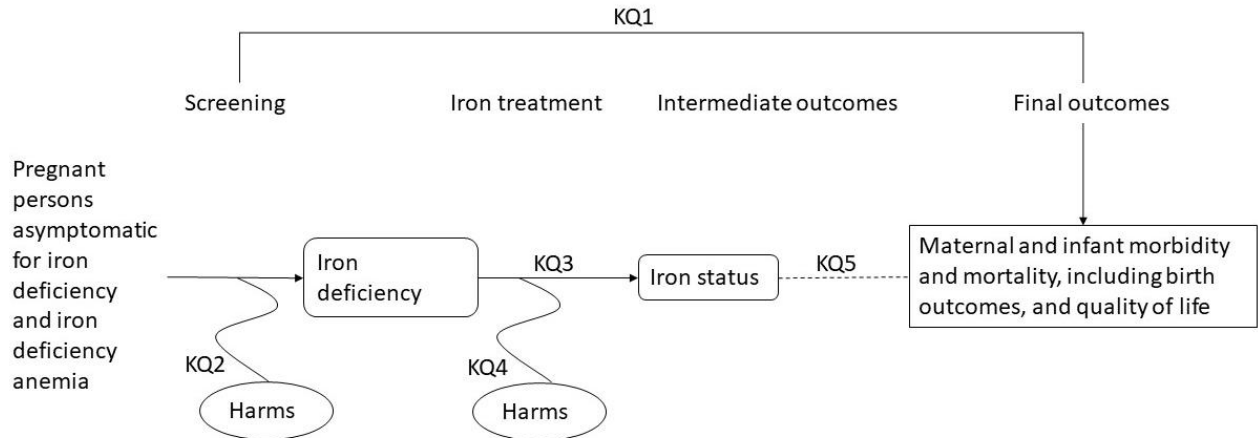 KQ1
Screening
Iron treatment
Intermediate outcomes
Final outcomes
Pregnant
persons
asymptomatic
for iron
deficiency
and iron
deficiency
anemia
Iron
deficiency
KQ3
Iron status
KQ5
Maternal and infant morbidity
and mortality, including birth
outcomes, and quality of life
KQ2
Harms
KQ4
Harms